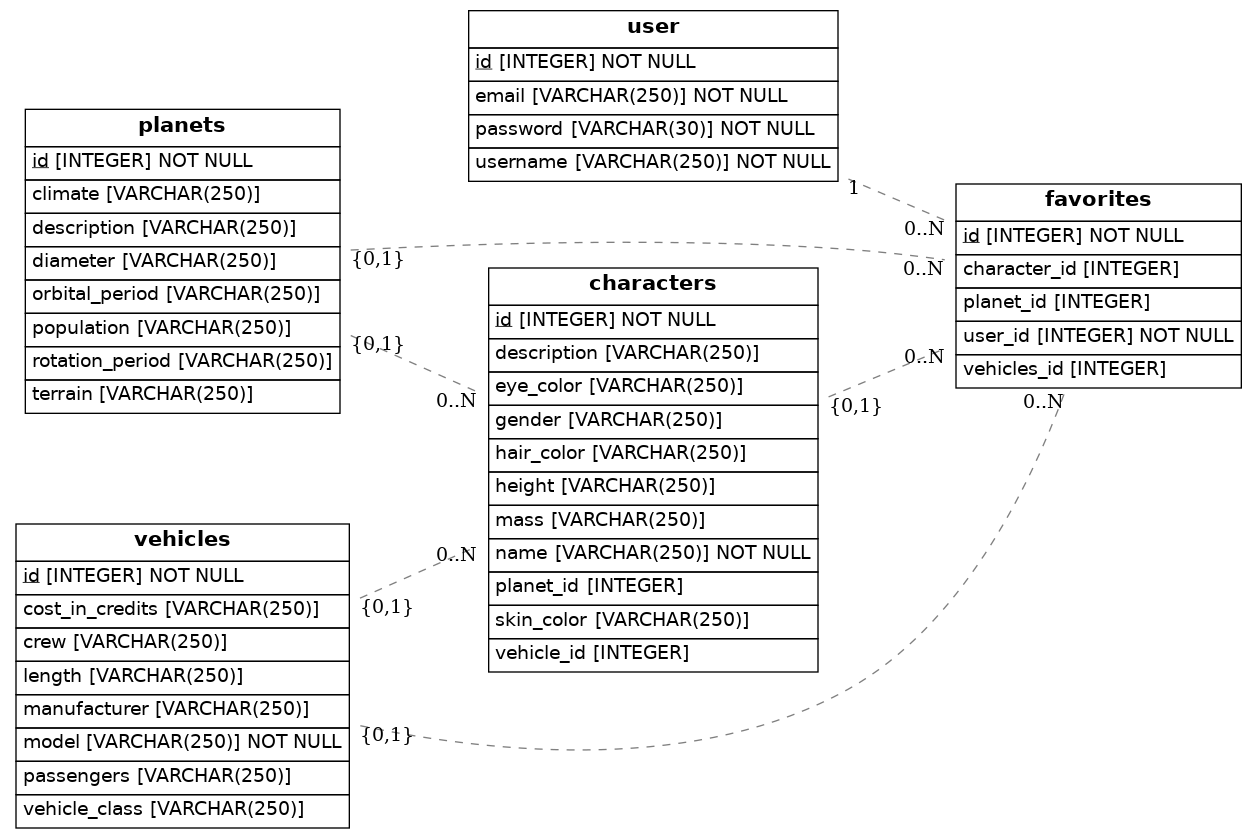 user
id [INTEGER] NOT NULL
email [VARCHAR(250)] NOT NULL
password [VARCHAR(30)] NOT NULL
username [VARCHAR(250)] NOT NULL
planets
id [INTEGER] NOT NULL
climate [VARCHAR(250)]
description [VARCHAR(250)]
diameter [VARCHAR(250)]
orbital_period [VARCHAR(250)]
population [VARCHAR(250)]
rotation_period [VARCHAR(250)]
terrain [VARCHAR(250)]
favorites
id [INTEGER] NOT NULL
character_id [INTEGER]
planet_id [INTEGER]
user_id [INTEGER] NOT NULL
vehicles_id [INTEGER]
characters
id [INTEGER] NOT NULL
description [VARCHAR(250)]
eye_color [VARCHAR(250)]
gender [VARCHAR(250)]
hair_color [VARCHAR(250)]
height [VARCHAR(250)]
mass [VARCHAR(250)]
name [VARCHAR(250)] NOT NULL
planet_id [INTEGER]
skin_color [VARCHAR(250)]
vehicle_id [INTEGER]
vehicles
id [INTEGER] NOT NULL
cost_in_credits [VARCHAR(250)]
crew [VARCHAR(250)]
length [VARCHAR(250)]
manufacturer [VARCHAR(250)]
model [VARCHAR(250)] NOT NULL
passengers [VARCHAR(250)]
vehicle_class [VARCHAR(250)]
1
0..N
{0,1}
0..N
{0,1}
0..N
0..N
{0,1}
0..N
{0,1}
0..N
{0,1}